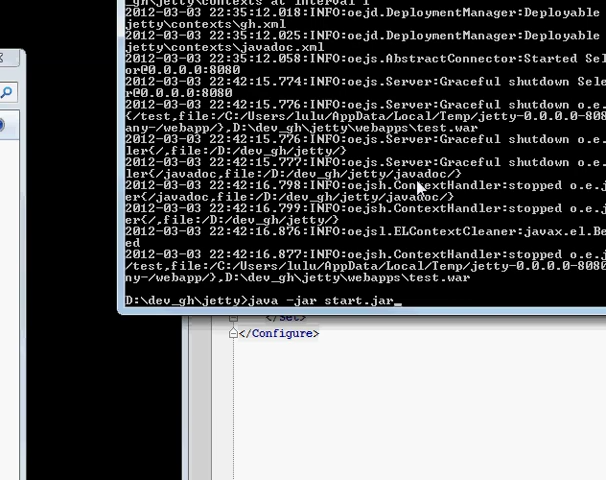 _gh\jetty\contexts at interval 1
2012-03-03 22:35:12.018:INFO:oejd.DeploymentManager:Deployable
jetty\contexts\gh.xml
2012-03-03 22:35:12.025:INFO:oejd.DeploymentManager:Deployable
jetty\contexts\javadoc.xml
2012-03-03 22:35:12.058:INFO:oejs.AbstractConnector:Started Sel
or@0.0.0.0:8080
2012-03-03 22:42:15.774:INFO:oejs.Server:Graceful shutdown Sele
r@0.0.0.0:8080
2012-03-03 22:42:15.776:INFO:oejs.Server:Graceful shutdown o.e.
{/test,file:/C:/Users/lulu/AppData/Local/Temp/jetty-0.0.0.0-808
any-/webapp/},D:\dev_gh\jetty\webapps\test.war
2012-03-03 22:42:15.776:INFO:oejs.Server:Graceful shutdown o.e.
ler{/,file:/D:/dev_gh/jetty/}
2012-03-03 22:42:15.777:INFO:oejs.Server:Graceful shutdown o.e.
ler{/javadoc,file:/D:/dev_gh/jetty/javadoc/}
2012-03-03 22:42:16.798:INFO:oejsh.ContextHandler:stopped o.e.j
er{/javadoc,file:/D:/dev_gh/jetty/javadoc/}
2012-03-03 22:42:16.799:INFO:oejsh.ContextHandler:stopped o.e.j
er{/,file:/D:/dev_gh/jetty/}
2012-03-03 22:42:16.876:INFO:oejsl.ELContextCleaner:javax.el.Be
ed
2012-03-03 22:42:16.877:INFO:oejsh.ContextHandler:stopped o.e.j
/test,file:/C:/Users/lulu/AppData/Local/Temp/jetty-0.0.0.0-8080
ny-/webapp/},D:\dev_gh\jetty\webapps\test.war
D:\dev_gh\jetty>java -jar start.jar_
</Set>
</Configure>